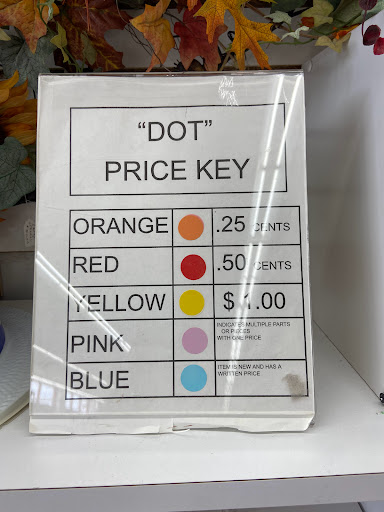 "DOT"
PRICE KEY
ORANGE .25 CENTS
RED .50 CENTS
YELLOW $1.00
PINK INDICATES MULTIPLE PARTS
OR PIECES
WITH ONE PRICE
BLUE ITEM IS NEW AND HAS A
WRITTEN PRICE